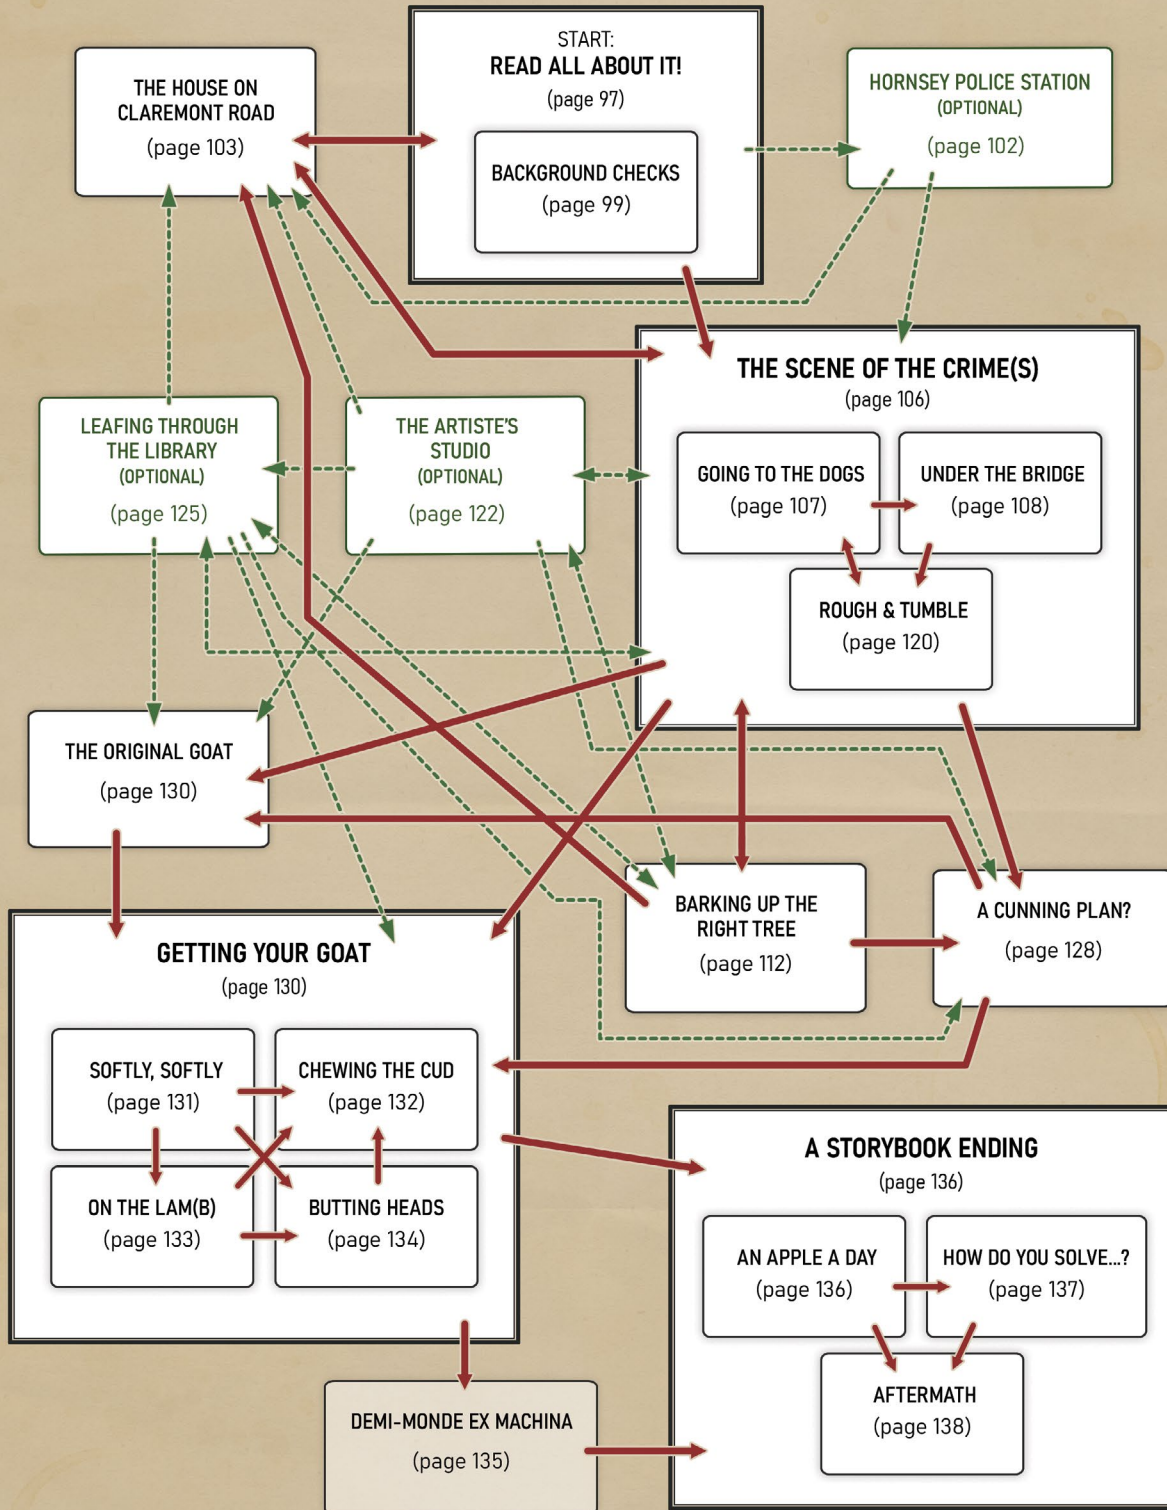 START:
READ ALL ABOUT IT!
(page 97)
BACKGROUND CHECKS
(page 99)
THE HOUSE ON
CLAREMONT ROAD
(page 103)
HORNSEY POLICE STATION
(OPTIONAL)
(page 102)
THE SCENE OF THE CRIME(S)
(page 106)
GOING TO THE DOGS
(page 107)
UNDER THE BRIDGE
(page 108)
ROUGH & TUMBLE
(page 120)
LEAFING THROUGH
THE LIBRARY
(OPTIONAL)
(page 125)
THE ARTISTE'S
STUDIO
(OPTIONAL)
(page 122)
THE ORIGINAL GOAT
(page 130)
BARKING UP THE
RIGHT TREE
(page 112)
A CUNNING PLAN?
(page 128)
GETTING YOUR GOAT
(page 130)
SOFTLY, SOFTLY
(page 131)
CHEWING THE CUD
(page 132)
ON THE LAM(B)
(page 133)
BUTTING HEADS
(page 134)
A STORYBOOK ENDING
(page 136)
AN APPLE A DAY
(page 136)
HOW DO YOU SOLVE...?
(page 137)
AFTERMATH
(page 138)
DEMI-MONDE EX MACHINA
(page 135)